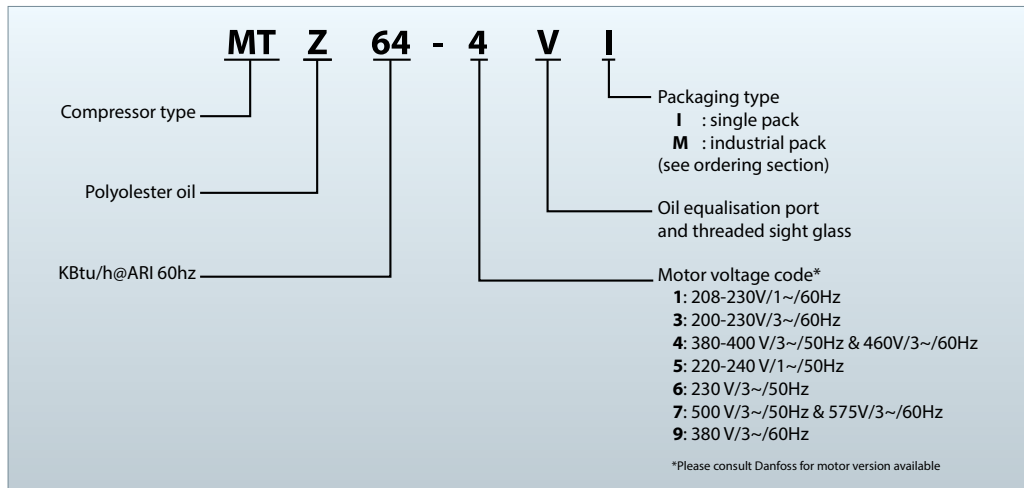 MT Z 64 - 4 V I
Compressor type
Polyolester oil
KBtu/h@ARI 60hz
Packaging type
I : single pack
M : industrial pack
(see ordering section)
Oil equalisation port
and threaded sight glass
Motor voltage code*
1: 208-230V/1~/60Hz
3: 200-230V/3~/60Hz
4: 380-400 V/3~/50Hz & 460V/3~/60Hz
5: 220-240 V/1~/50Hz
6: 230 V/3~/50Hz
7: 500 V/3~/50Hz & 575V/3~/60Hz
9: 380 V/3~/60Hz
*Please consult Danfoss for motor version available